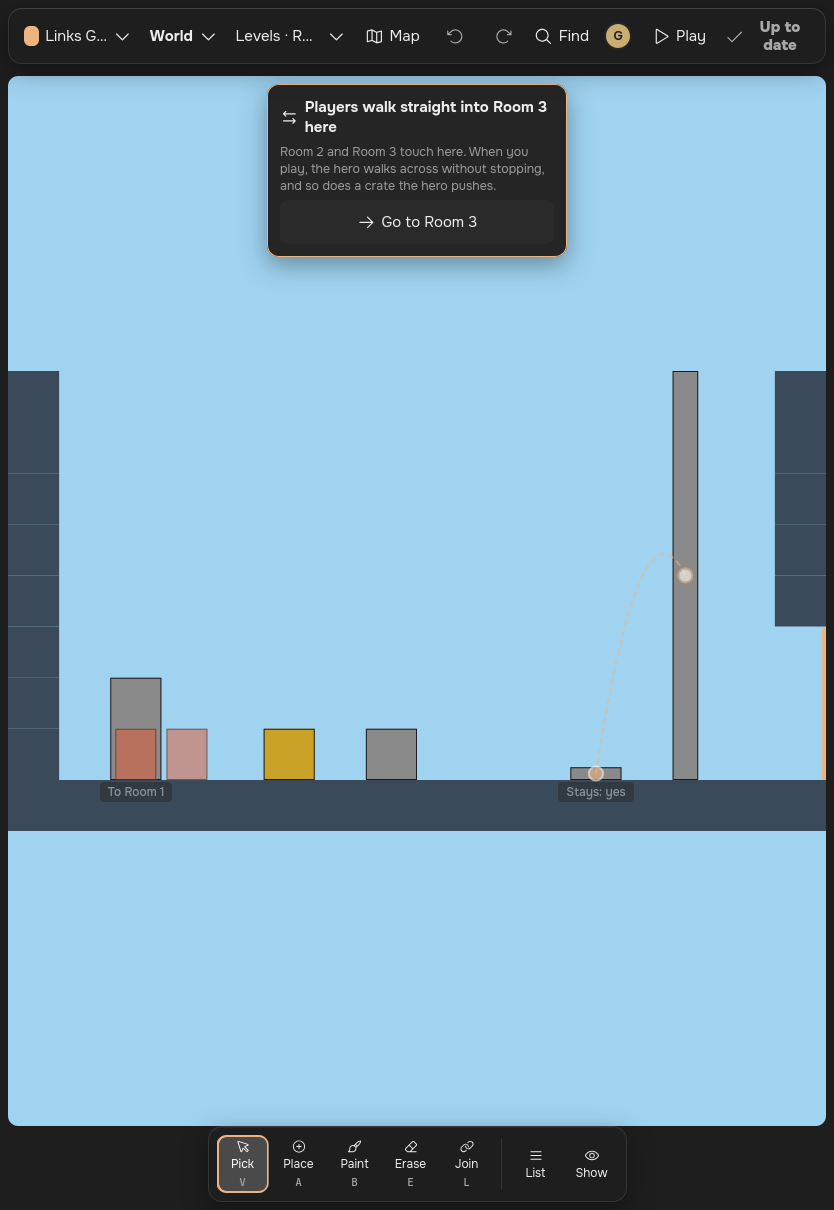 Links G... World Levels · R... Map Find G Play Up to date
Players walk straight into Room 3
here
Room 2 and Room 3 touch here. When you
play, the hero walks across without stopping,
and so does a crate the hero pushes.
Go to Room 3
To Room 1
Stays: yes
Pick Place Paint Erase Join List Show
V A B E L